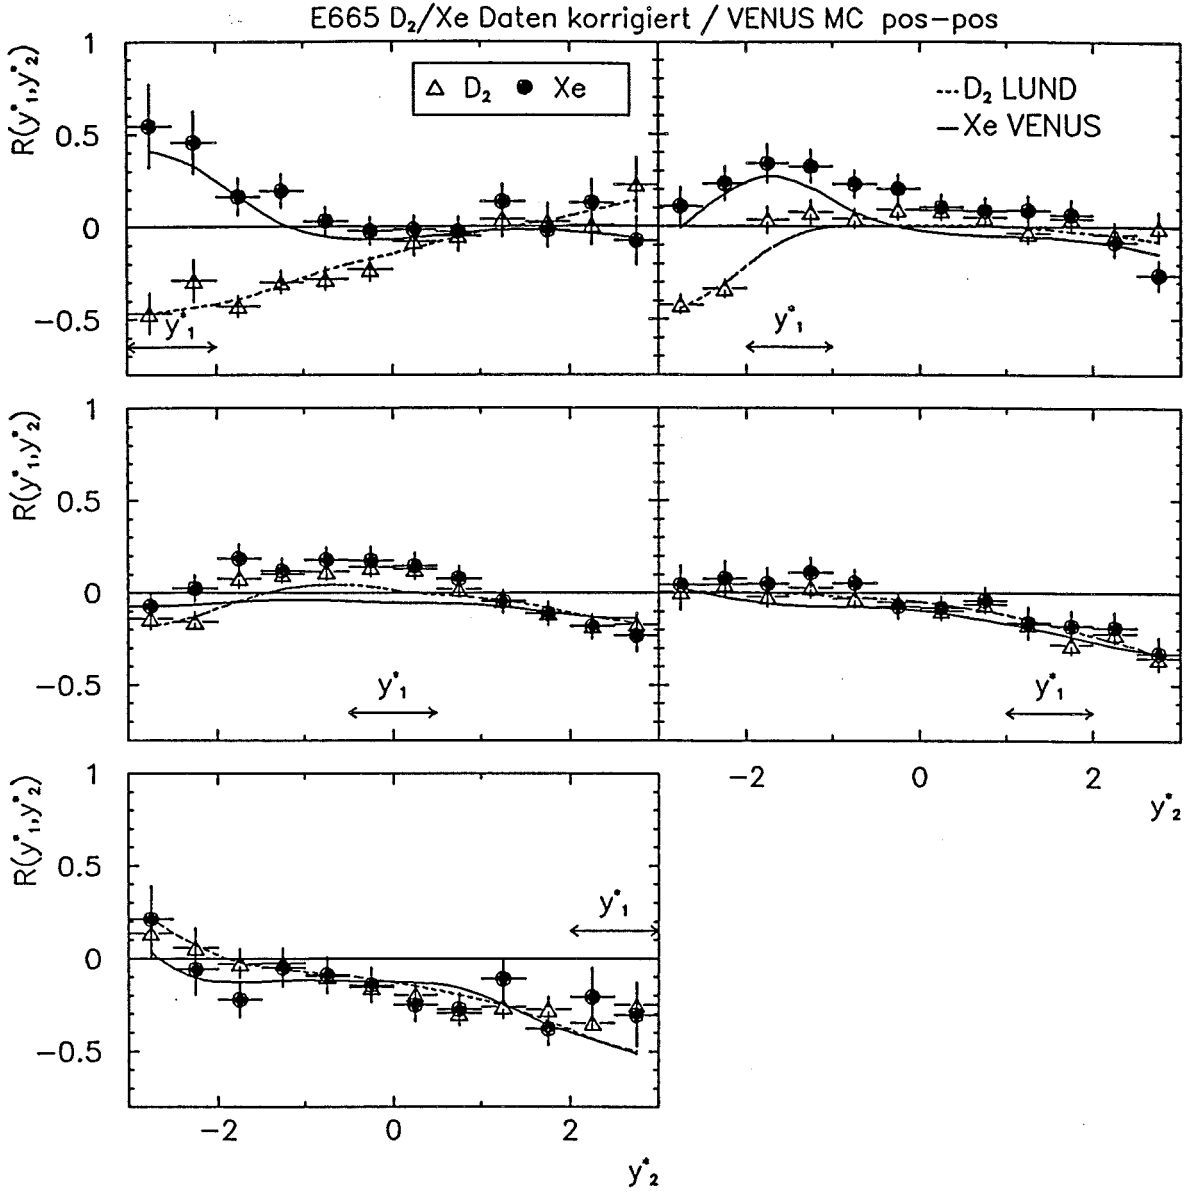 E665 D₂/Xe Daten korrigiert / VENUS MC pos-pos
R(y*₁,y*₂)
1
0.5
0
-0.5
△ D₂ ● Xe
y*₁
---D₂ LUND
—Xe VENUS
y*₁
R(y*₁,y*₂)
1
0.5
0
-0.5
y*₁
y*₁
-2 0 2
y*₂
R(y*₁,y*₂)
1
0.5
0
-0.5
y*₁
-2 0 2
y*₂